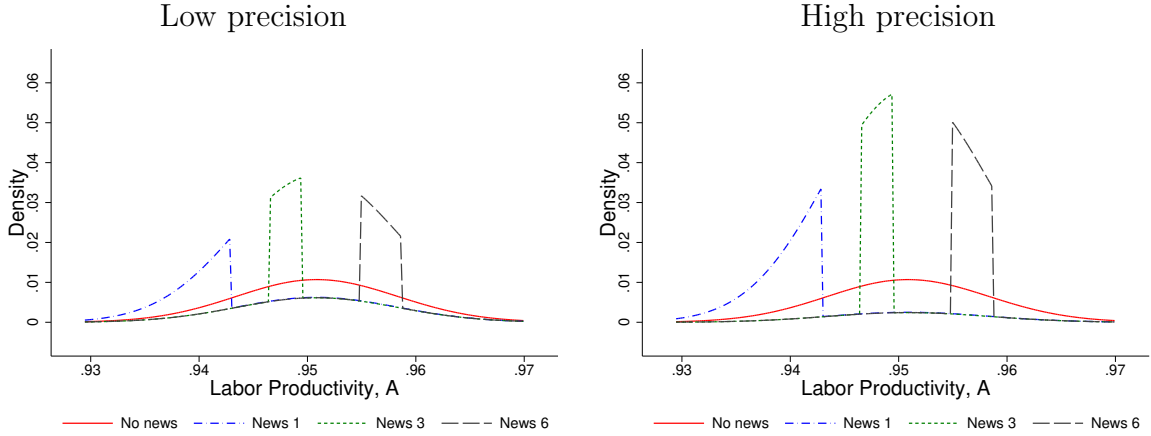 Low precision
Density
0 .01 .02 .03 .04 .05 .06
.93 .94 .95 .96 .97
Labor Productivity, A
No news News 1 News 3 News 6
High precision
Density
0 .01 .02 .03 .04 .05 .06
.93 .94 .95 .96 .97
Labor Productivity, A
No news News 1 News 3 News 6